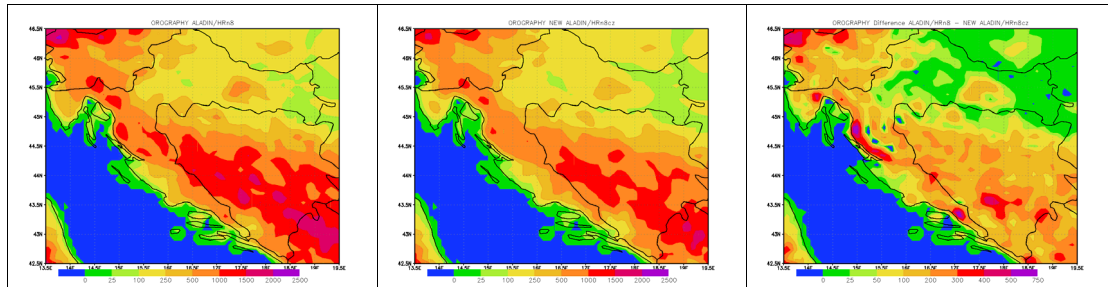 OROGRAPHY ALADIN/HRn8
46.5N
46N
45.5N
45N
44.5N
44N
43.5N
43N
42.5N
13.5E 14E 14.5E 15E 15.5E 16E 16.5E 17E 17.5E 18E 18.5E 19E 19.5E
0 25 100 250 500 1000 1500 2000 2500
OROGRAPHY NEW ALADIN/HRn8cz
46.5N
46N
45.5N
45N
44.5N
44N
43.5N
43N
42.5N
13.5E 14E 14.5E 15E 15.5E 16E 16.5E 17E 17.5E 18E 18.5E 19E 19.5E
0 25 100 250 500 1000 1500 2000 2500
OROGRAPHY Difference ALADIN/HRn8 - NEW ALADIN/HRn8cz
46.5N
46N
45.5N
45N
44.5N
44N
43.5N
43N
42.5N
13.5E 14E 14.5E 15E 15.5E 16E 16.5E 17E 17.5E 18E 18.5E 19E 19.5E
0 25 50 100 200 300 400 500 750